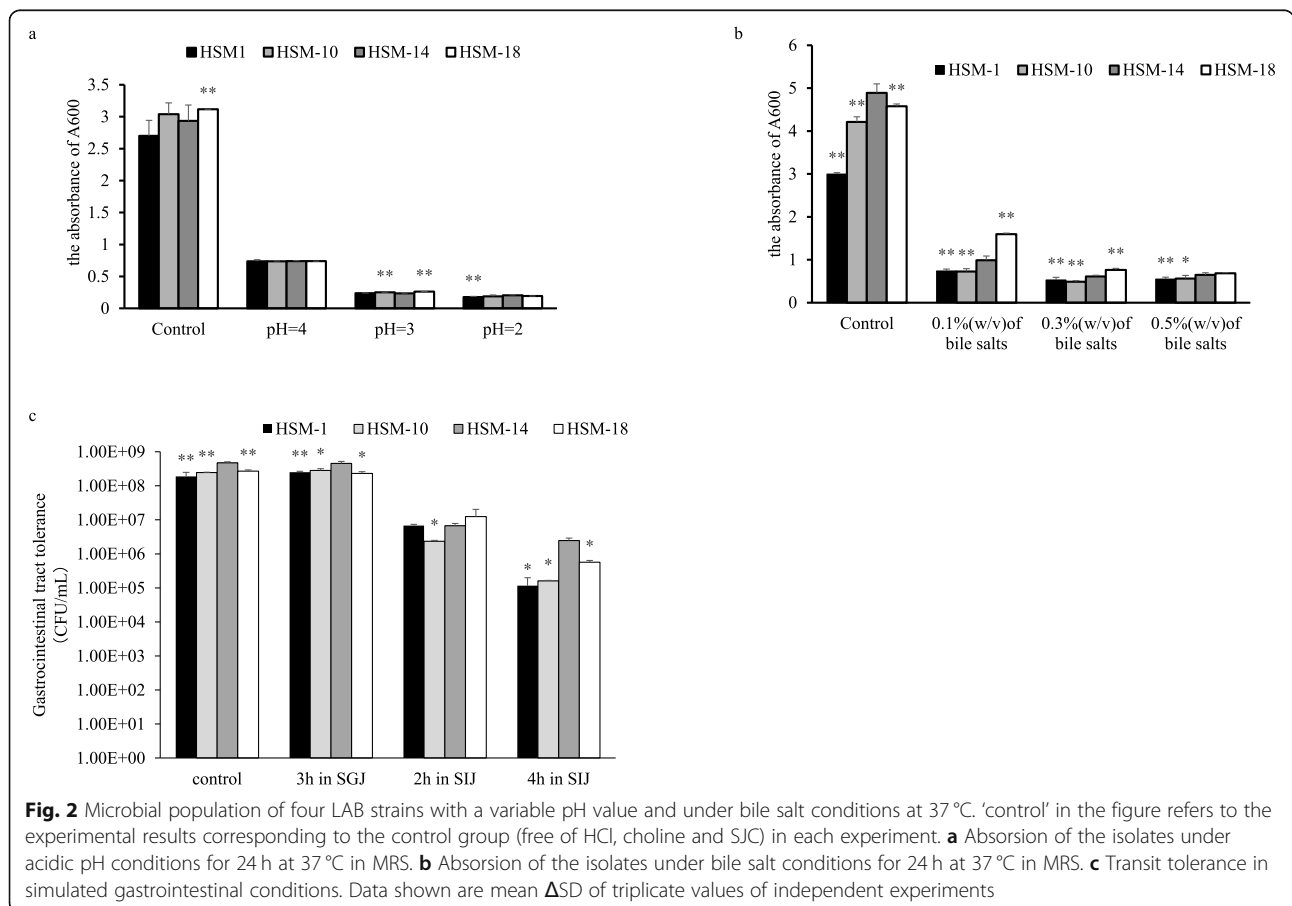 a
HSM1 HSM-10 HSM-14 HSM-18
the absorbance of A600
3.5
3
2.5
2
1.5
1
0.5
0
**
** **
**
Control pH=4 pH=3 pH=2
b
HSM-1 HSM-10 HSM-14 HSM-18
the absorbance of A600
6
5
4
3
2
1
0
** ** **
** ** **
** ** **
** *
Control 0.1%(w/v)of bile salts 0.3%(w/v)of bile salts 0.5%(w/v)of bile salts
c
HSM-1 HSM-10 HSM-14 HSM-18
Gastrocintestinal tract tolerance
(CFU/mL)
1.00E+09
1.00E+08
1.00E+07
1.00E+06
1.00E+05
1.00E+04
1.00E+03
1.00E+02
1.00E+01
1.00E+00
** ** **
** * *
*
* * *
control 3h in SGJ 2h in SIJ 4h in SIJ
Fig. 2 Microbial population of four LAB strains with a variable pH value and under bile salt conditions at 37 °C. ‘control’ in the figure refers to the
experimental results corresponding to the control group (free of HCl, choline and SJC) in each experiment. a Absorsion of the isolates under
acidic pH conditions for 24 h at 37 °C in MRS. b Absorsion of the isolates under bile salt conditions for 24 h at 37 °C in MRS. c Transit tolerance in
simulated gastrointestinal conditions. Data shown are mean ΔSD of triplicate values of independent experiments